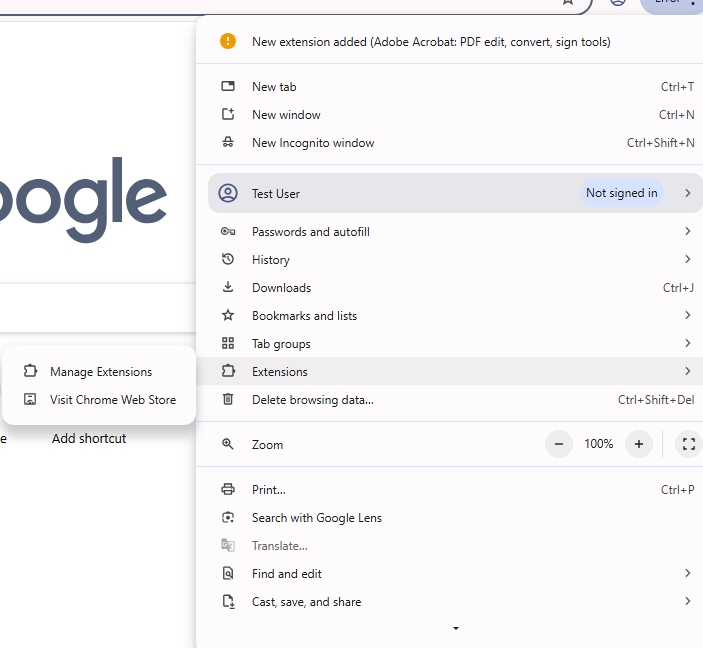 New extension added (Adobe Acrobat: PDF edit, convert, sign tools)
New tab Ctrl+T
New window Ctrl+N
New Incognito window Ctrl+Shift+N
Test User Not signed in
Passwords and autofill
History
Downloads Ctrl+J
Bookmarks and lists
Tab groups
Extensions
Manage Extensions
Visit Chrome Web Store
Delete browsing data... Ctrl+Shift+Del
Add shortcut
Zoom 100%
Print... Ctrl+P
Search with Google Lens
Translate...
Find and edit
Cast, save, and share